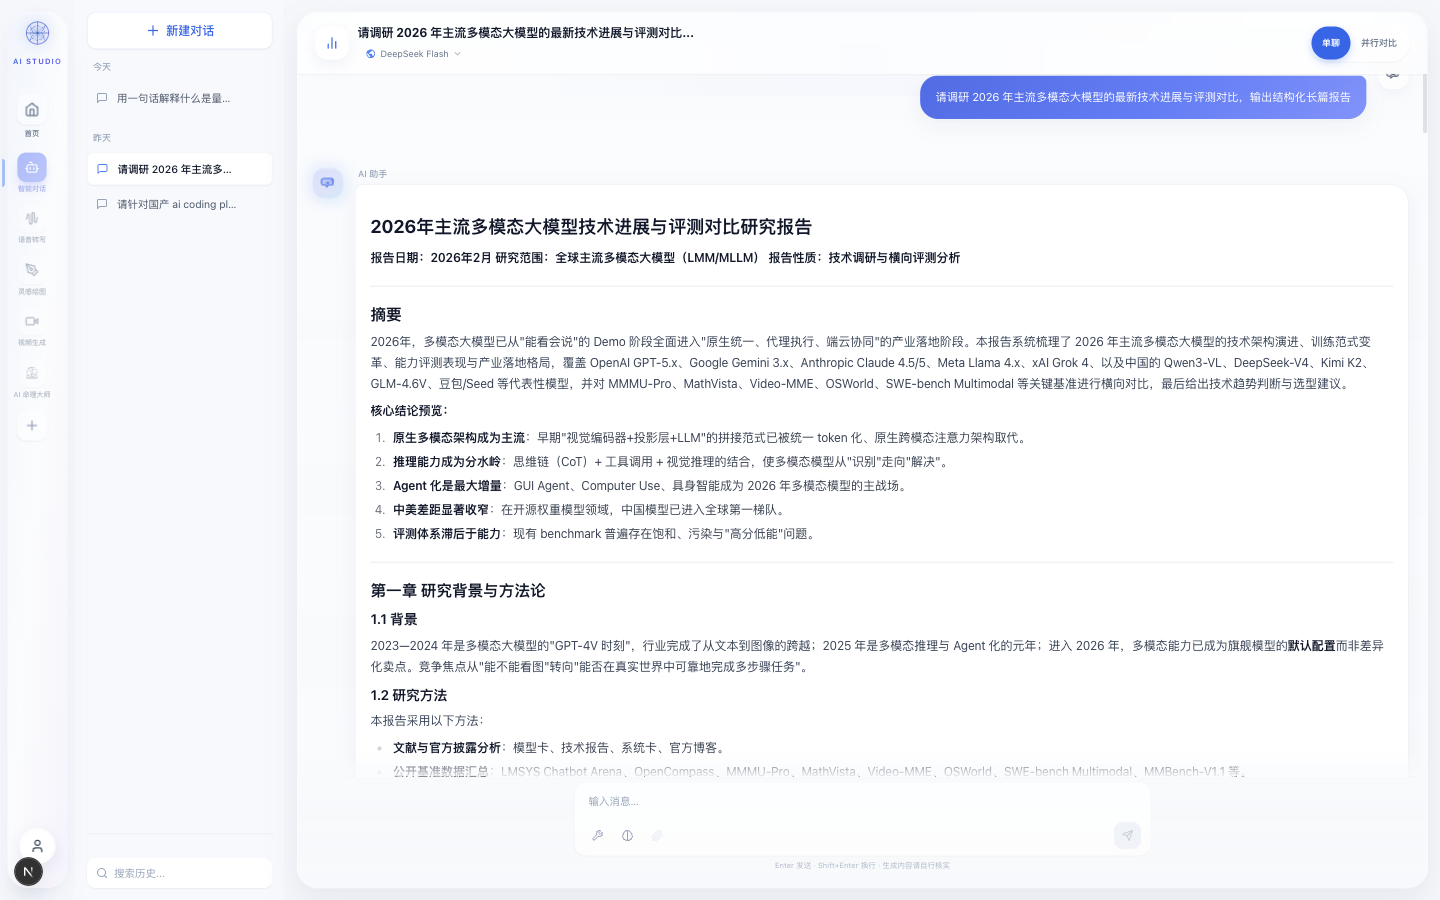 AI STUDIO
首页
智能对话
语音转写
灵感绘图
视频生成
AI 命理大师
N
新建对话
今天
用一句话解释什么是量...
昨天
请调研 2026 年主流多...
请针对国产 ai coding pl...
搜索历史...
请调研 2026 年主流多模态大模型的最新技术进展与评测对比...
DeepSeek Flash
单聊
并行对比
请调研 2026 年主流多模态大模型的最新技术进展与评测对比，输出结构化长篇报告
AI 助手
2026年主流多模态大模型技术进展与评测对比研究报告
报告日期：2026年2月 研究范围：全球主流多模态大模型（LMM/MLLM） 报告性质：技术调研与横向评测分析
摘要
2026年，多模态大模型已从"能看会说"的 Demo 阶段全面进入"原生统一、代理执行、端云协同"的产业落地阶段。本报告系统梳理了 2026 年主流多模态大模型的技术架构演进、训练范式变
革、能力评测表现与产业落地格局，覆盖 OpenAI GPT-5.x、Google Gemini 3.x、Anthropic Claude 4.5/5、Meta Llama 4.x、xAI Grok 4、以及中国的 Qwen3-VL、DeepSeek-V4、Kimi K2、
GLM-4.6V、豆包/Seed 等代表性模型，并对 MMMU-Pro、MathVista、Video-MME、OSWorld、SWE-bench Multimodal 等关键基准进行横向对比，最后给出技术趋势判断与选型建议。
核心结论预览：
1. 原生多模态架构成为主流：早期"视觉编码器+投影层+LLM"的拼接范式已被统一 token 化、原生跨模态注意力架构取代。
2. 推理能力成为分水岭：思维链（CoT）+ 工具调用 + 视觉推理的结合，使多模态模型从"识别"走向"解决"。
3. Agent 化是最大增量：GUI Agent、Computer Use、具身智能成为 2026 年多模态模型的主战场。
4. 中美差距显著收窄：在开源权重模型领域，中国模型已进入全球第一梯队。
5. 评测体系滞后于能力：现有 benchmark 普遍存在饱和、污染与"高分低能"问题。
第一章 研究背景与方法论
1.1 背景
2023—2024 年是多模态大模型的"GPT-4V 时刻"，行业完成了从文本到图像的跨越；2025 年是多模态推理与 Agent 化的元年；进入 2026 年，多模态能力已成为旗舰模型的默认配置而非差异
化卖点。竞争焦点从"能不能看图"转向"能否在真实世界中可靠地完成多步骤任务"。
1.2 研究方法
本报告采用以下方法：
文献与官方披露分析：模型卡、技术报告、系统卡、官方博客。
公开基准数据汇总：LMSYS Chatbot Arena、OpenCompass、MMMU-Pro、MathVista、Video-MME、OSWorld、SWE-bench Multimodal、MMBench-V1.1 等。
输入消息...
Enter 发送 · Shift+Enter 换行 · 生成内容请自行核实